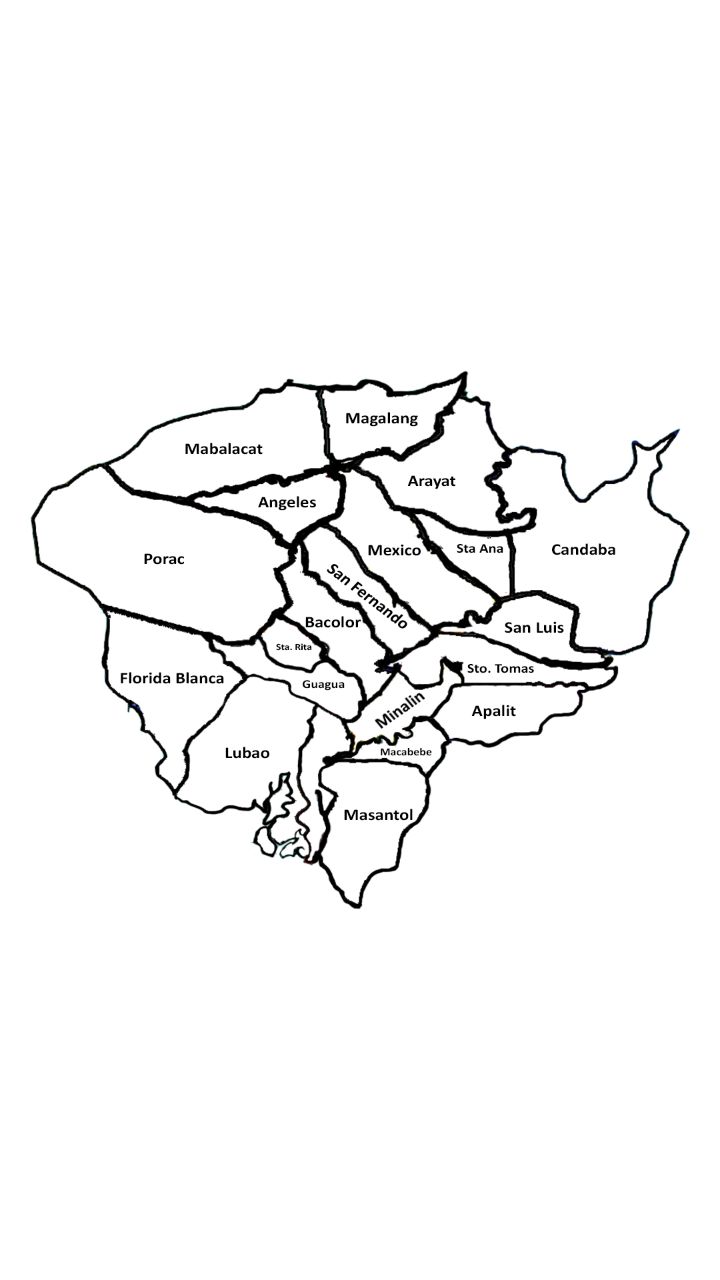 Magalang
Mabalacat
Arayat
Angeles
Mexico
Sta Ana
Candaba
Porac
San Fernando
Bacolor
San Luis
Sta. Rita
Sto. Tomas
Florida Blanca
Guagua
Minalin
Apalit
Lubao
Macabebe
Masantol